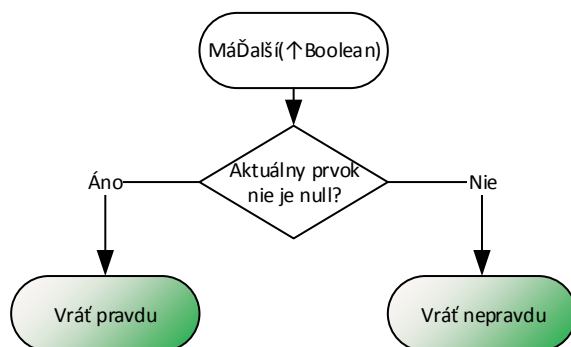 MáĎalší(↑Boolean)
Aktuálny prvok
nie je null?
Áno
Nie
Vráť pravdu
Vráť nepravdu